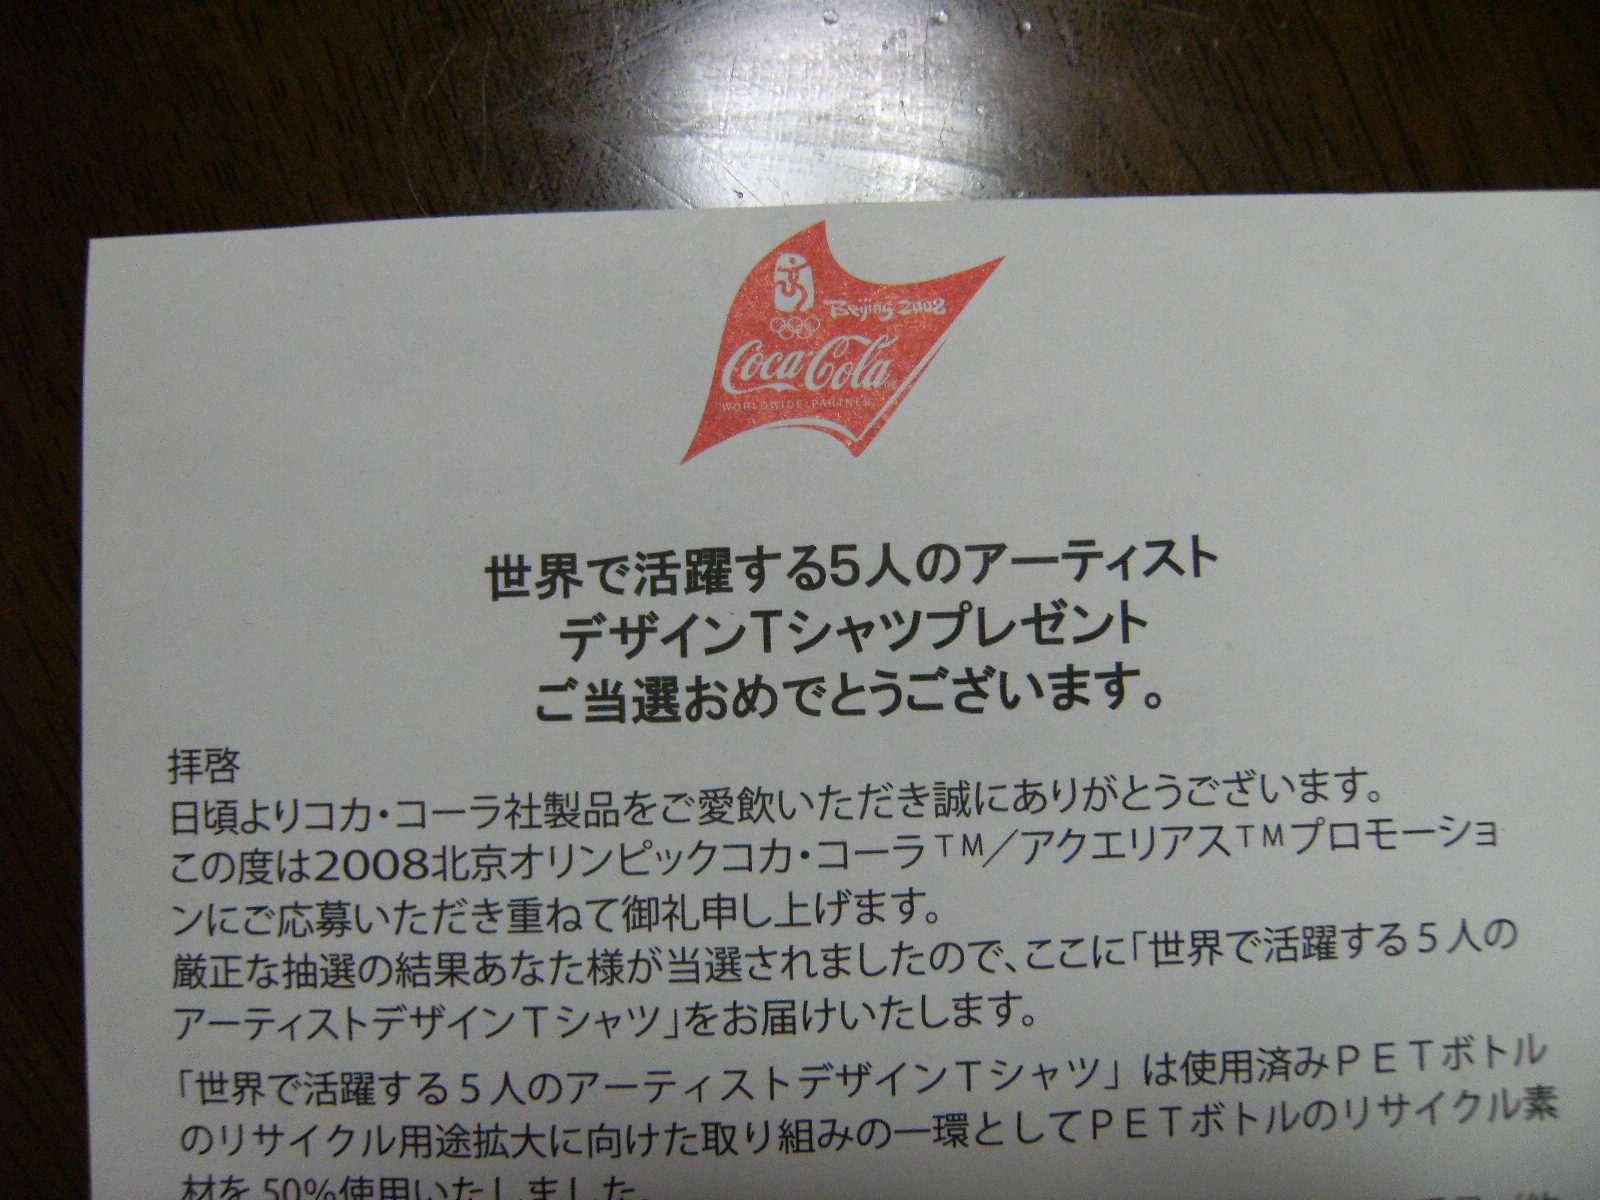 Beijing 2008
Coca-Cola
WORLDWIDE PARTNER
世界で活躍する5人のアーティスト
デザインTシャツプレゼント
ご当選おめでとうございます。
拝啓
日頃よりコカ・コーラ社製品をご愛飲いただき誠にありがとうございます。
この度は2008北京オリンピックコカ・コーラTM/アクエリアスTMプロモーショ
ンにご応募いただき重ねて御礼申し上げます。
厳正な抽選の結果あなた様が当選されましたので、ここに「世界で活躍する5人の
アーティストデザインTシャツ」をお届けいたします。
「世界で活躍する5人のアーティストデザインTシャツ」は使用済みPETボトル
のリサイクル用途拡大に向けた取り組みの一環としてPETボトルのリサイクル素
材を50%使用いたしました。